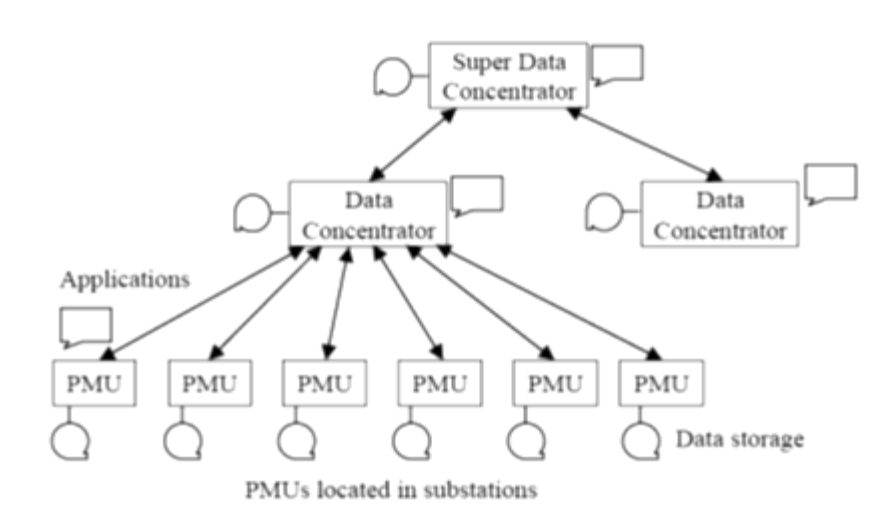 Super Data
Concentrator
Data
Concentrator
Data
Concentrator
Applications
PMU
PMU
PMU
PMU
PMU
PMU
Data storage
PMUs located in substations